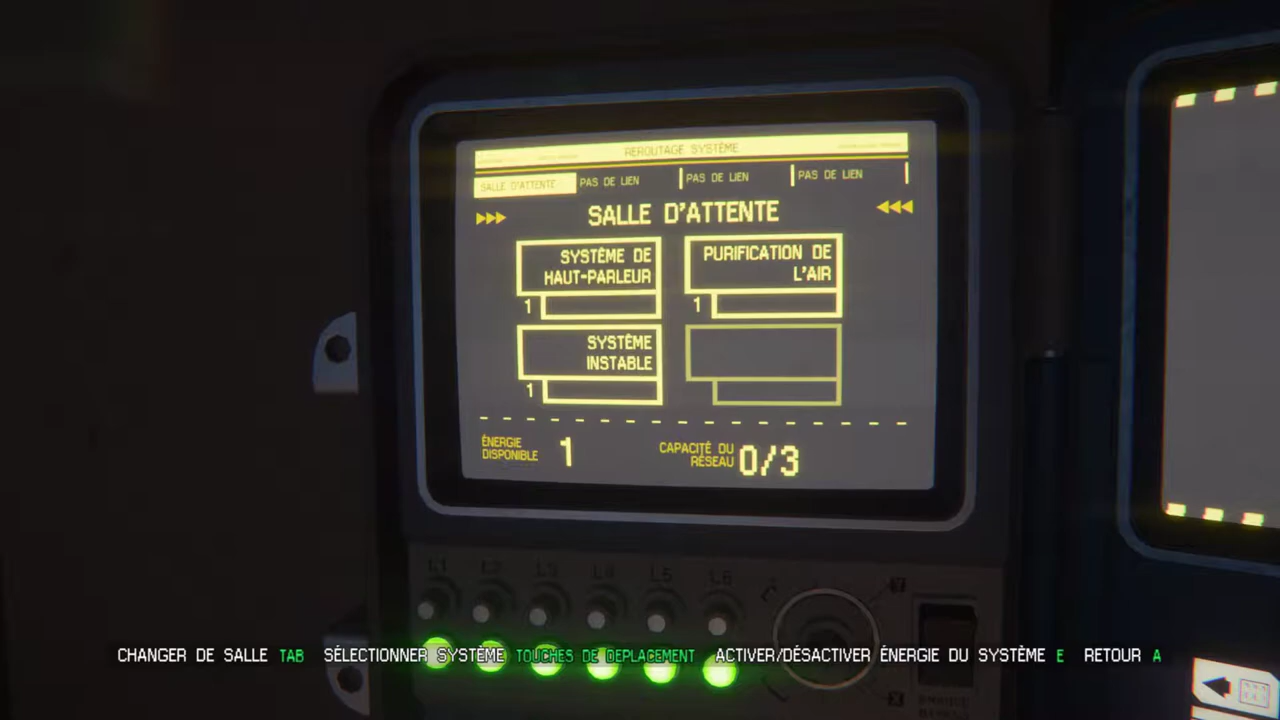 REROUTAGE SYSTÈME
SALLE D'ATTENTE PAS DE LIEN PAS DE LIEN PAS DE LIEN
SALLE D'ATTENTE
SYSTÈME DE
HAUT-PARLEUR
1
PURIFICATION DE
L'AIR
1
SYSTÈME
INSTABLE
1
ÉNERGIE
DISPONIBLE
1
CAPACITÉ DU
RÉSEAU
0/3
L1 L2 L3 L4 L5 L6
Y
X
CHANGER DE SALLE TAB SÉLECTIONNER SYSTÈME TOUCHES DE DEPLACEMENT ACTIVER/DÉSACTIVER ÉNERGIE DU SYSTÈME E RETOUR A